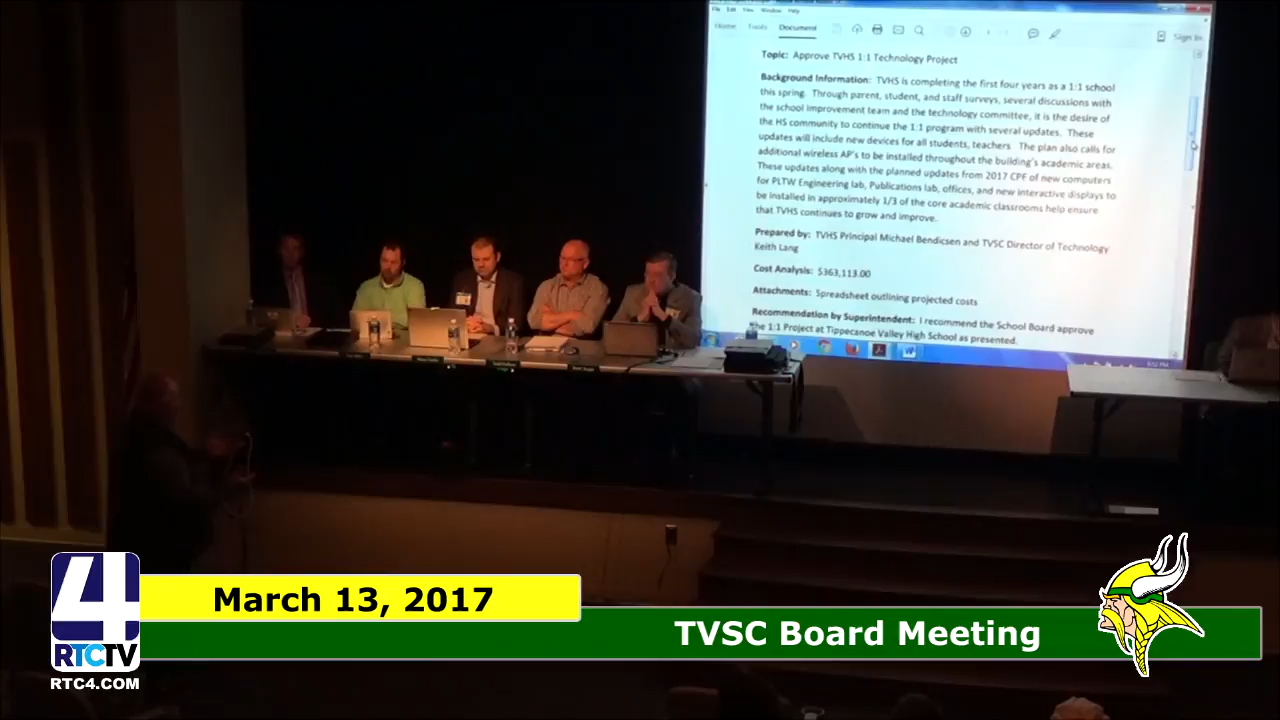 File Edit View Window Help
Home Tools Document
Sign In
Topic: Approve TVHS 1:1 Technology Project
Background Information: TVHS is completing the first four years as a 1:1 school
this spring. Through parent, student, and staff surveys, several discussions with
the school improvement team and the technology committee, it is the desire of
the HS community to continue the 1:1 program with several updates. These
updates will include new devices for all students, teachers The plan also calls for
additional wireless AP's to be installed throughout the building's academic areas.
These updates along with the planned updates from 2017 CPF of new computers
for PLTW Engineering lab, Publications lab, offices, and new interactive displays to
be installed in approximately 1/3 of the core academic classrooms help ensure
that TVHS continues to grow and improve.
Prepared by: TVHS Principal Michael Bendicsen and TVSC Director of Technology
Keith Lang
Cost Analysis: $363,113.00
Attachments: Spreadsheet outlining projected costs
Recommendation by Superintendent: I recommend the School Board approve
the 1:1 Project at Tippecanoe Valley High School as presented.
4
RTCTV
RTC4.COM
March 13, 2017
TVSC Board Meeting